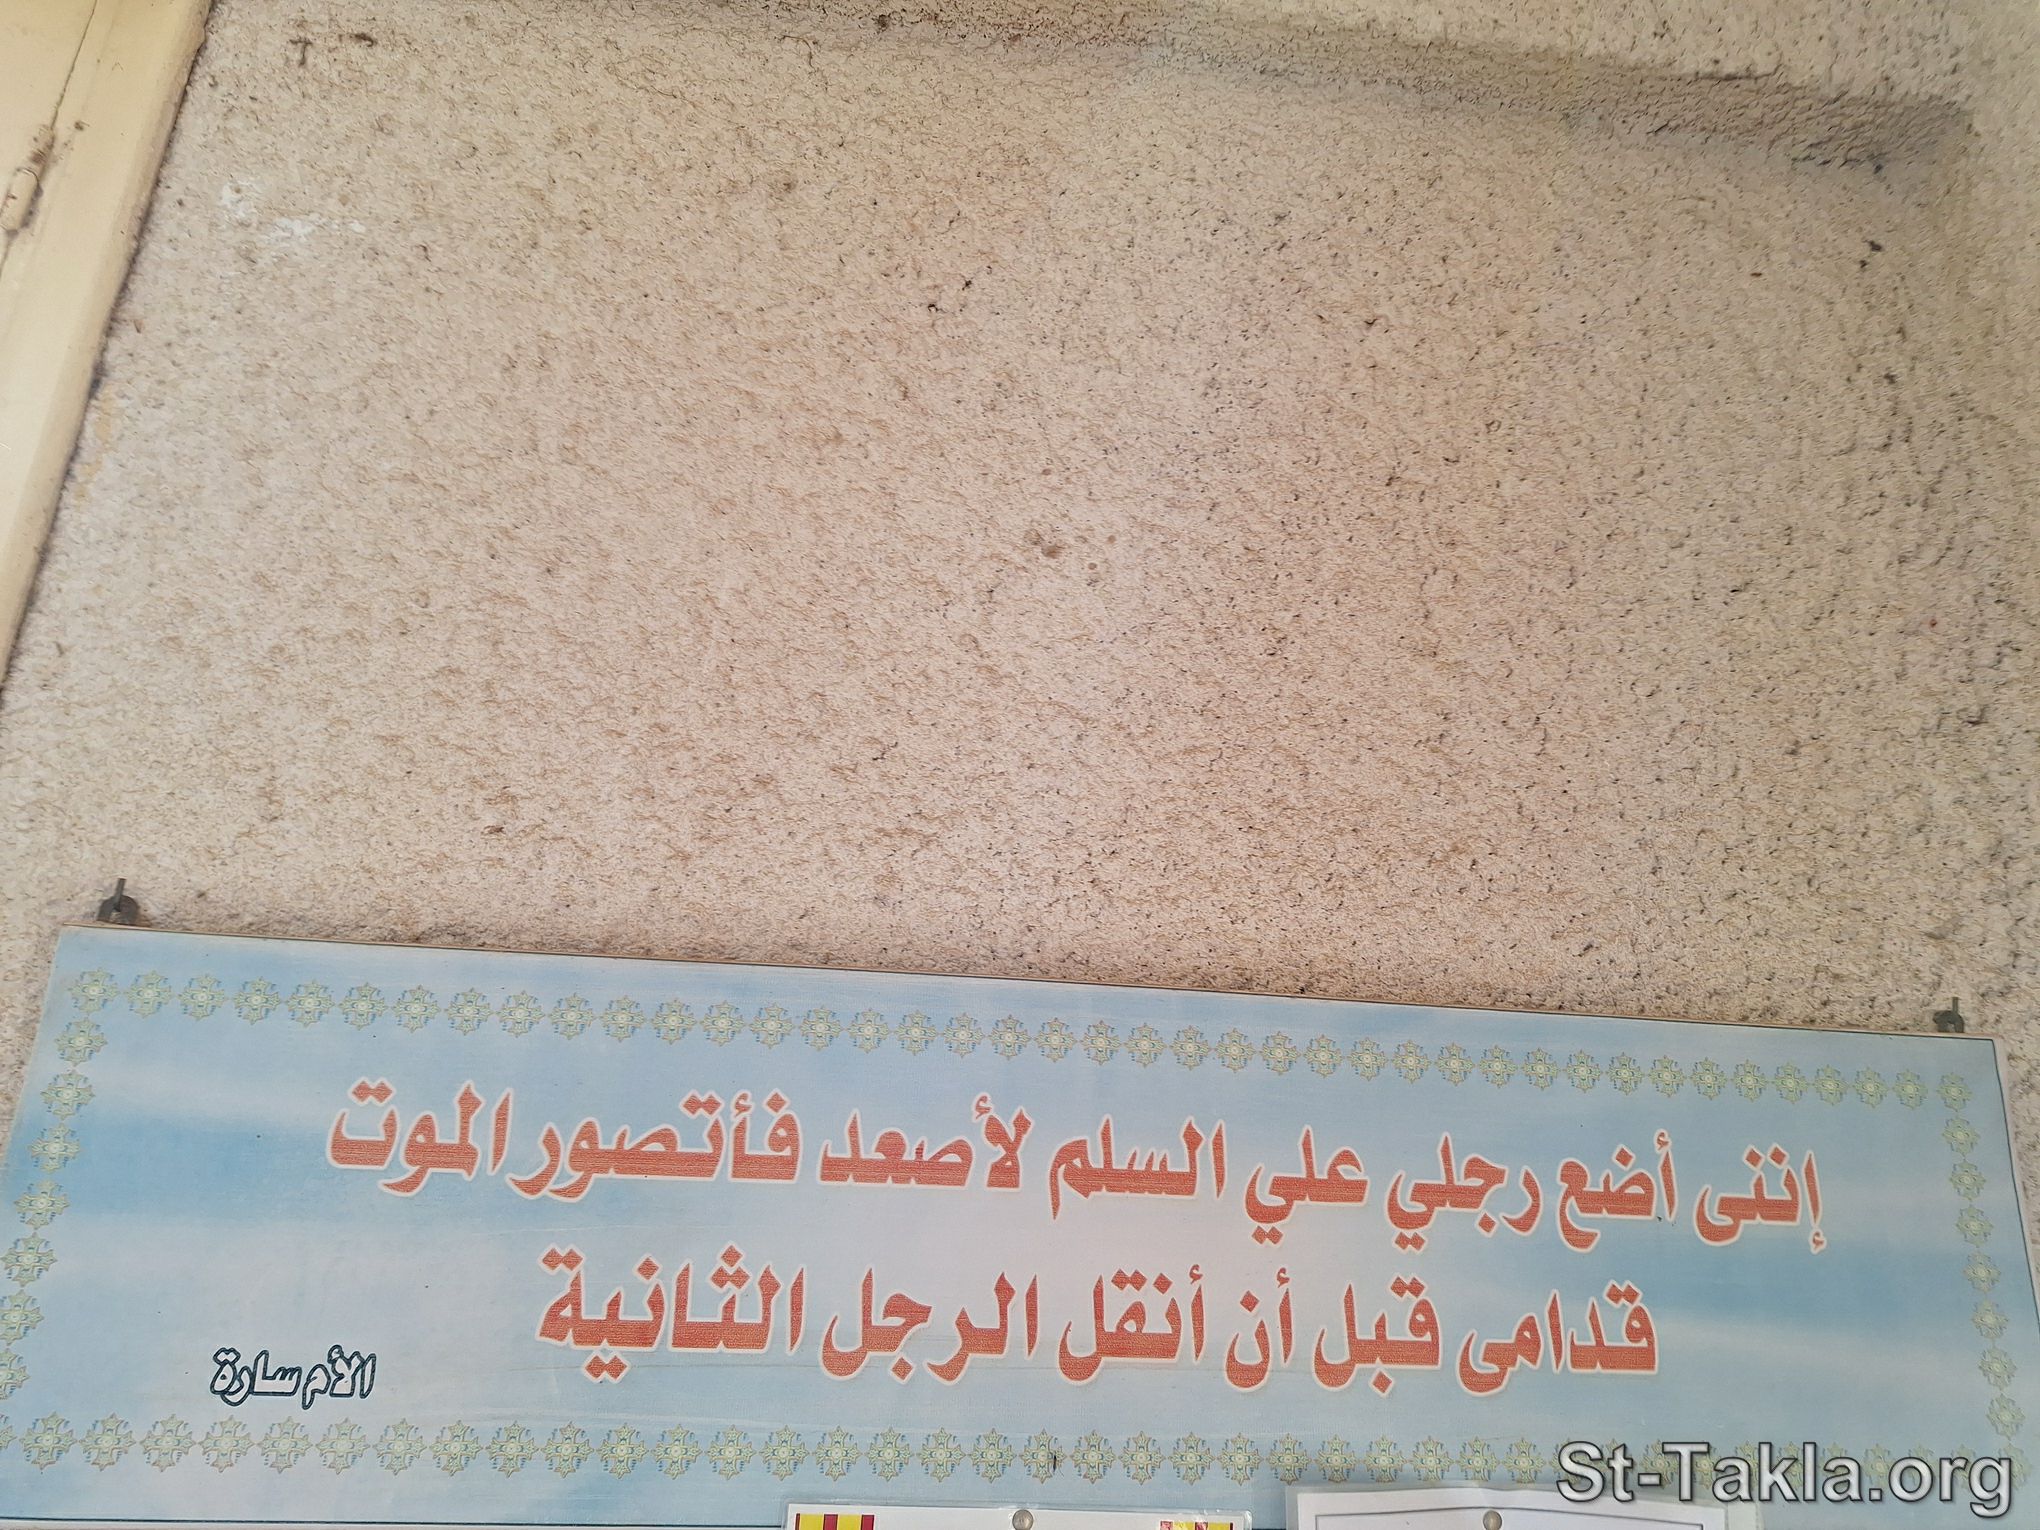 إننى أضع رجلي علي السلم لأصعد فأتصور الموت
قدامى قبل أن أنقل الرجل الثانية
الأم سارة
St-Takla.org